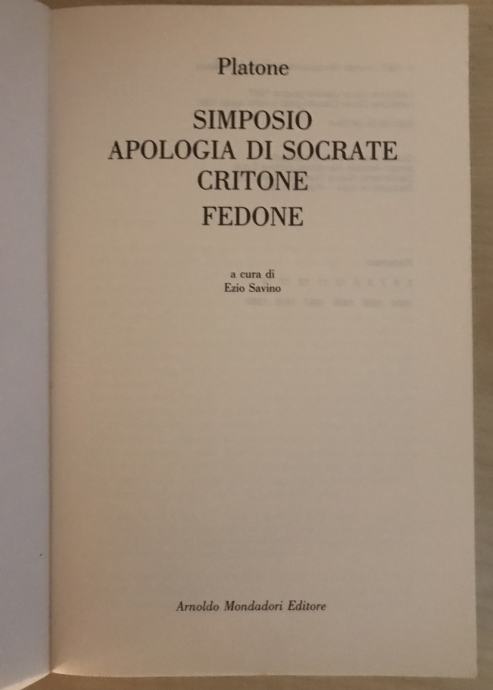 Platone
SIMPOSIO
APOLOGIA DI SOCRATE
CRITONE
FEDONE
a cura di
Ezio Savino
Arnoldo Mondadori Editore